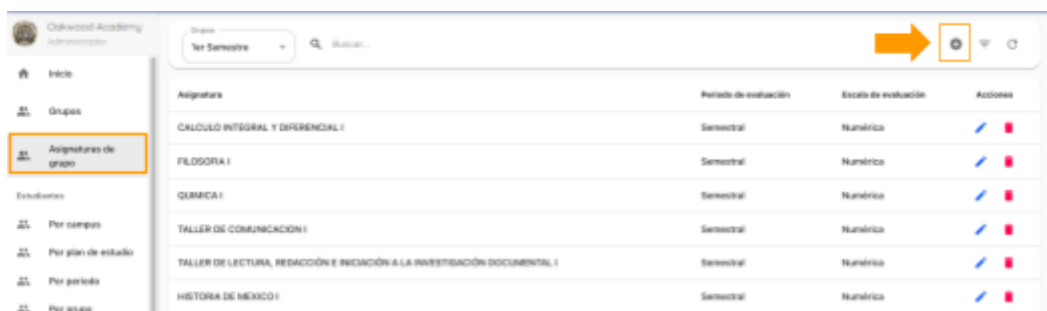 Oakwood Academy
Administrador
Inicio
Grupos
Asignaturas de
grupo
Estudiantes
Por campus
Por plan de estudio
Por periodo
Por grupo
Grupos
1er Semestre
Buscar...
Asignatura Periodo de evaluación Escala de evaluación Acciones
CALCULO INTEGRAL Y DIFERENCIAL I Semestral Numérica
FILOSOFIA I Semestral Numérica
QUIMICA I Semestral Numérica
TALLER DE COMUNICACION I Semestral Numérica
TALLER DE LECTURA, REDACCIÓN E INICIACIÓN A LA INVESTIGACIÓN DOCUMENTAL I Semestral Numérica
HISTORIA DE MEXICO I Semestral Numérica